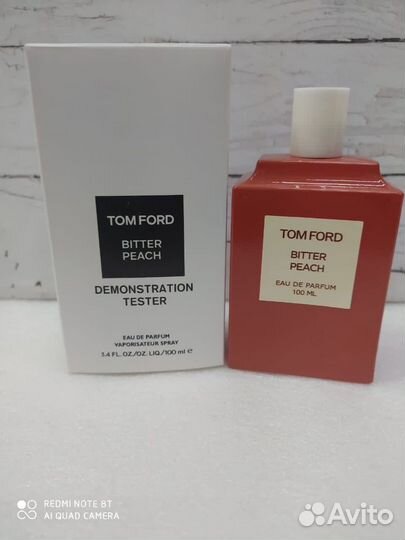 TOM FORD
BITTER
PEACH
DEMONSTRATION
TESTER
EAU DE PARFUM
VAPORISATEUR SPRAY
3.4 FL.OZ./OZ. LIQ./100 ml e
TOM FORD
BITTER
PEACH
EAU DE PARFUM
100 ML
REDMI NOTE 8T
AI QUAD CAMERA
Avito